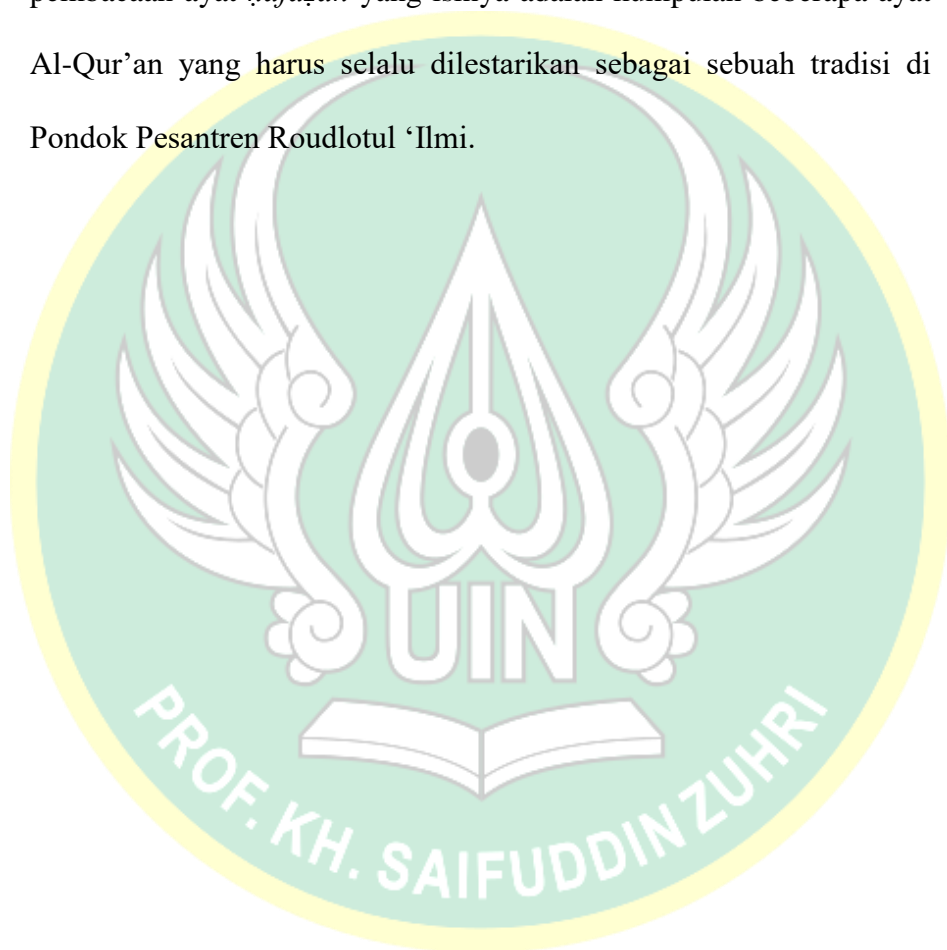 pembacaan ayat
yang isinya adalah kumpulan beberapa ayat
Al-Qur’an yang harus selalu dilestarikan sebagai sebuah tradisi di
Pondok Pesantren Roudlotul ‘Ilmi.
UIN
PROF. KH. SAIFUDDIN ZUHRI